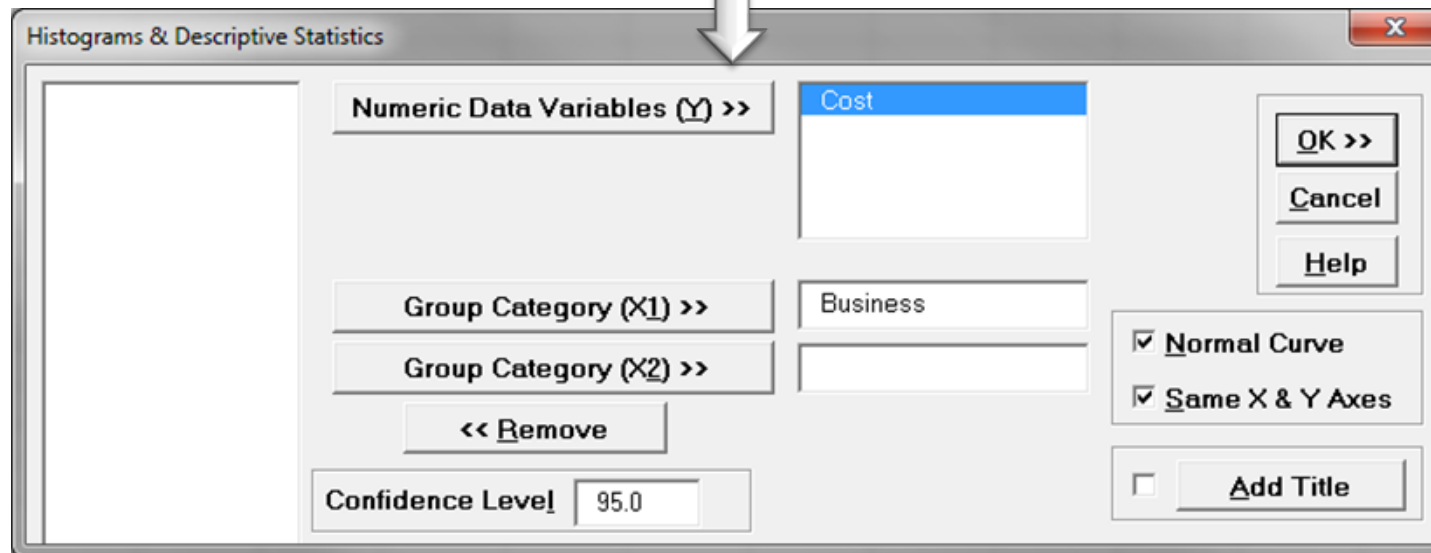 Histograms & Descriptive Statistics
Numeric Data Variables (Y) >>
Cost
OK >>
Cancel
Help
Group Category (X1) >>
Business
Group Category (X2) >>
Normal Curve
Same X & Y Axes
<< Remove
Confidence Level
95.0
Add Title